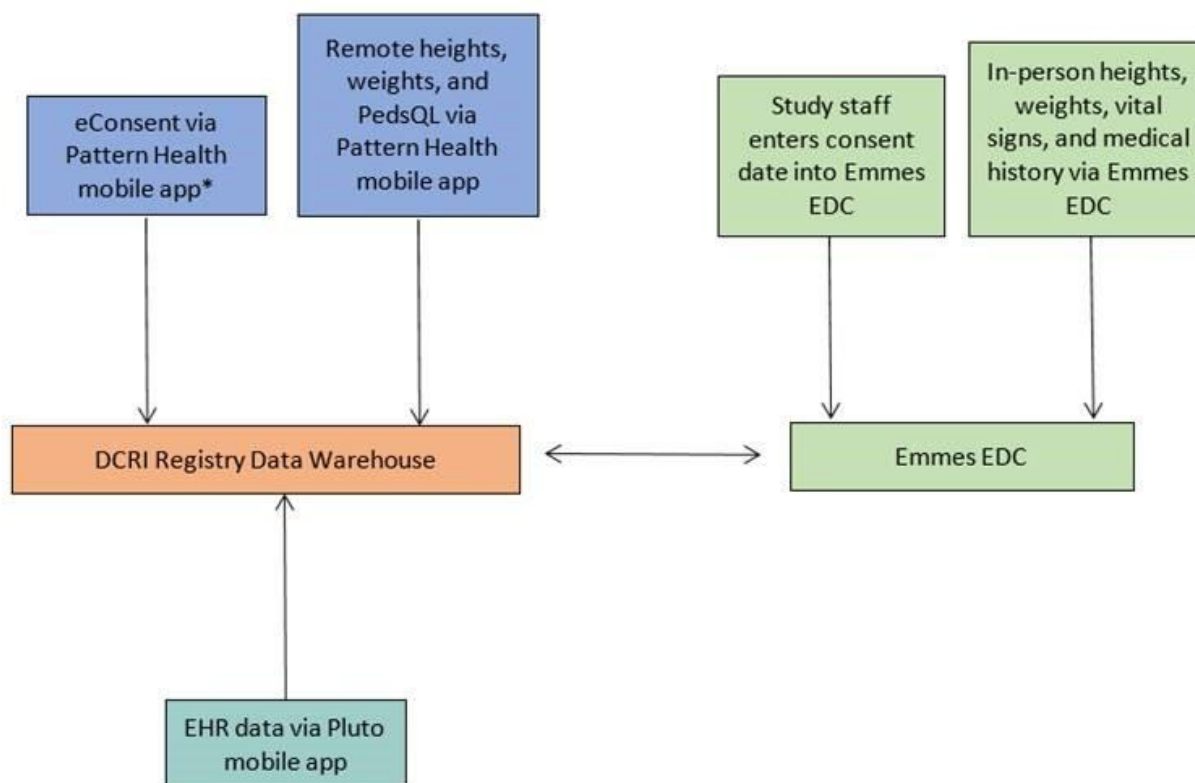 eConsent via
Pattern Health
mobile app*
Remote heights,
weights, and
PedsQL via
Pattern Health
mobile app
Study staff
enters consent
date into Emmes
EDC
In-person heights,
weights, vital
signs, and medical
history via Emmes
EDC
DCRI Registry Data Warehouse
Emmes EDC
EHR data via Pluto
mobile app